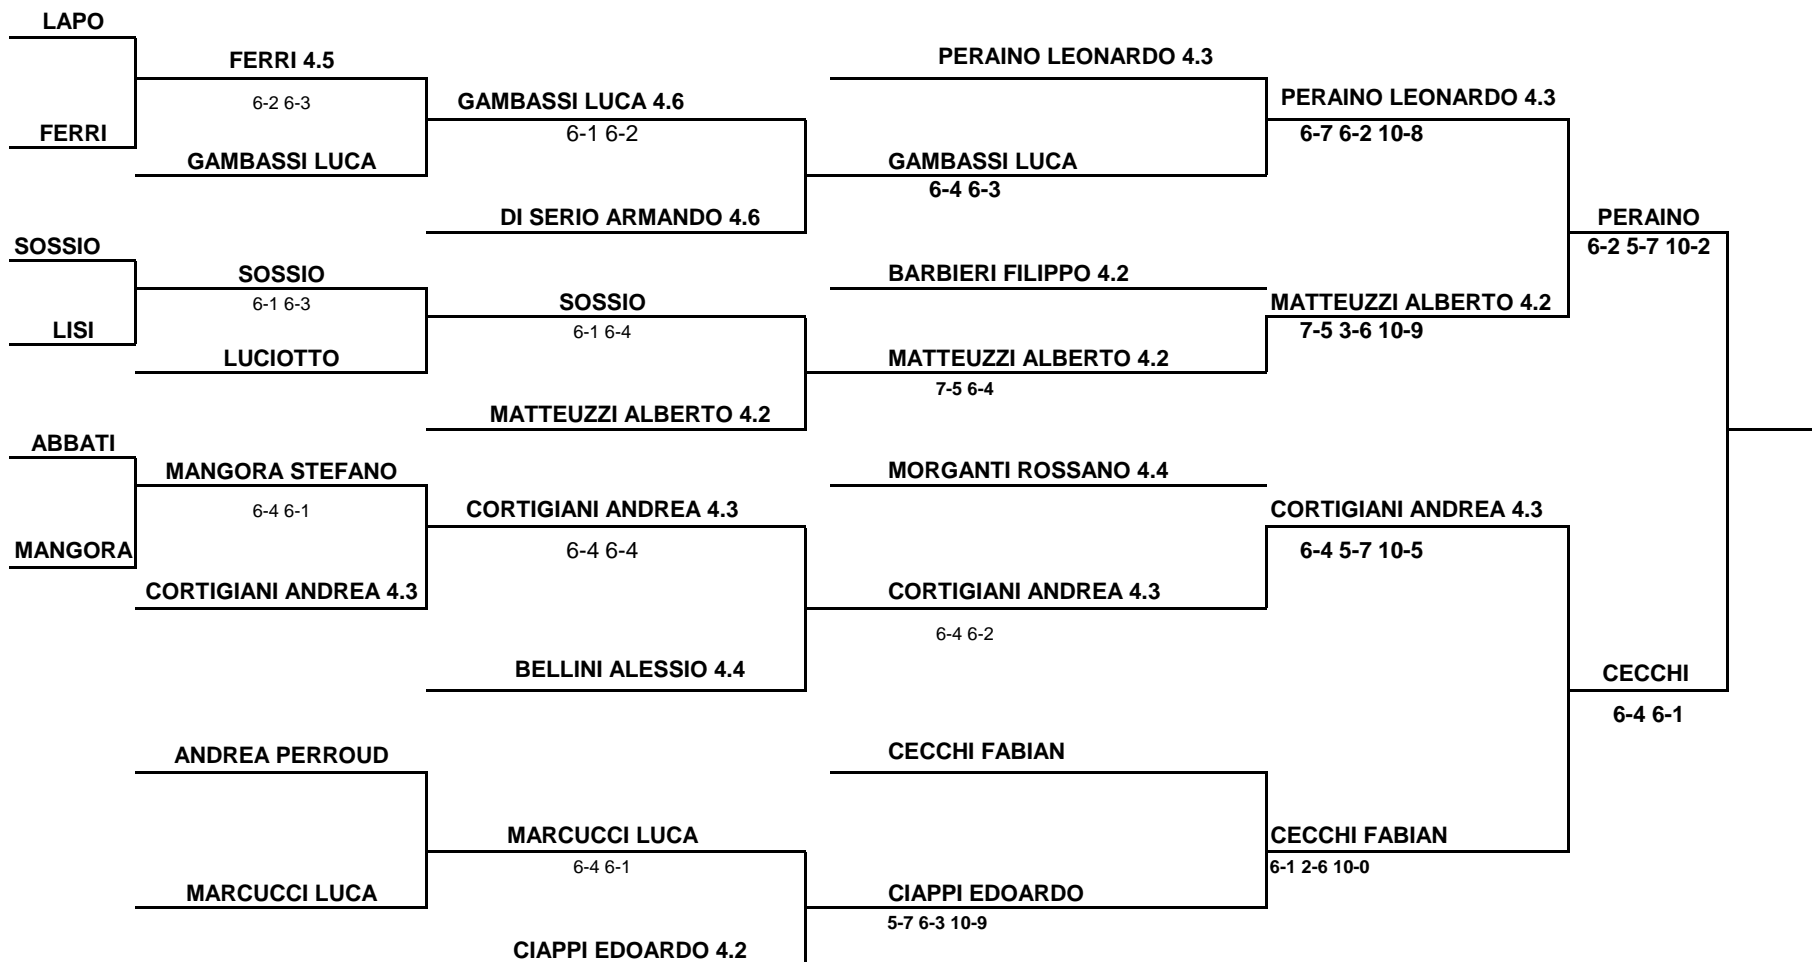 LAPO
FERRI 4.5
PERAINO LEONARDO 4.3
6-2 6-3
GAMBASSI LUCA 4.6
PERAINO LEONARDO 4.3
FERRI
6-1 6-2
6-7 6-2 10-8
GAMBASSI LUCA
GAMBASSI LUCA
6-4 6-3
DI SERIO ARMANDO 4.6
PERAINO
SOSSIO
6-2 5-7 10-2
SOSSIO
BARBIERI FILIPPO 4.2
6-1 6-3
SOSSIO
MATTEUZZI ALBERTO 4.2
LISI
6-1 6-4
7-5 3-6 10-9
LUCIOTTO
MATTEUZZI ALBERTO 4.2
7-5 6-4
MATTEUZZI ALBERTO 4.2
ABBATI
MANGORA STEFANO
MORGANTI ROSSANO 4.4
6-4 6-1
CORTIGIANI ANDREA 4.3
CORTIGIANI ANDREA 4.3
MANGORA
6-4 6-4
6-4 5-7 10-5
CORTIGIANI ANDREA 4.3
CORTIGIANI ANDREA 4.3
6-4 6-2
BELLINI ALESSIO 4.4
CECCHI
6-4 6-1
ANDREA PERROUD
CECCHI FABIAN
MARCUCCI LUCA
CECCHI FABIAN
6-4 6-1
6-1 2-6 10-0
MARCUCCI LUCA
CIAPPI EDOARDO
5-7 6-3 10-9
CIAPPI EDOARDO 4.2